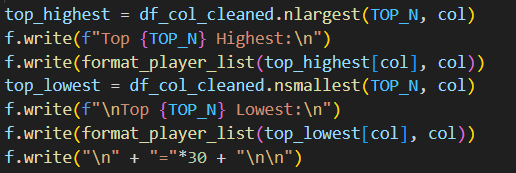 top_highest = df_col_cleaned.nlargest(TOP_N, col)
f.write(f"Top {TOP_N} Highest:\n")
f.write(format_player_list(top_highest[col], col))
top_lowest = df_col_cleaned.nsmallest(TOP_N, col)
f.write(f"\nTop {TOP_N} Lowest:\n")
f.write(format_player_list(top_lowest[col], col))
f.write("\n" + "="*30 + "\n\n")